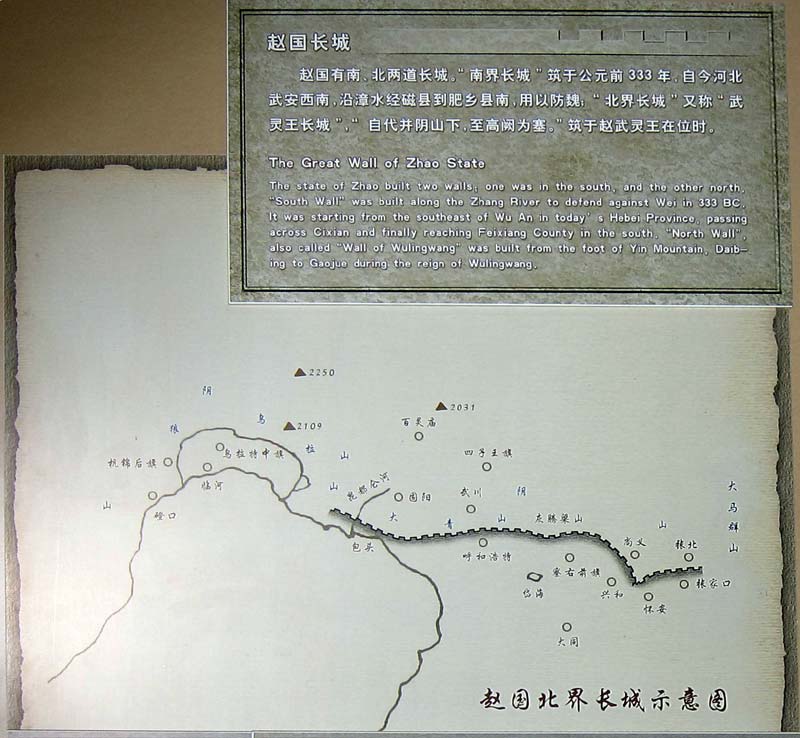 赵国长城
赵国有南、北两道长城。“南界长城”筑于公元前 333 年，自今河北
武安西南，沿漳水经磁县到肥乡县南，用以防魏；“北界长城”又称“武
灵王长城”，“自代并阴山下，至高阙为塞。”筑于赵武灵王在位时。
The Great Wall of Zhao State
The state of Zhao built two walls; one was in the south, and the other north.
“South Wall” was built along the Zhang River to defend against Wei in 333 BC.
It was starting from the southeast of Wu An in today’s Hebei Province, passing
across Cixian and finally reaching Feixiang County in the south. “North Wall”,
also called “Wall of Wulingwang” was built from the foot of Yin Mountain, Daib-
ing to Gaojue during the reign of Wulingwang.
2250
阴
2031
狼
乌
2109
百灵庙
拉
山
乌拉特中旗
四子王旗
杭锦后旗
临河
山
昆都仑河
固阳
武川
阴
大马群山
磴口
山
大
青
山
灰腾梁山
山
包头
呼和浩特
尚义
张北
察右前旗
岱海
兴和
怀安
张家口
大同
赵国北界长城示意图